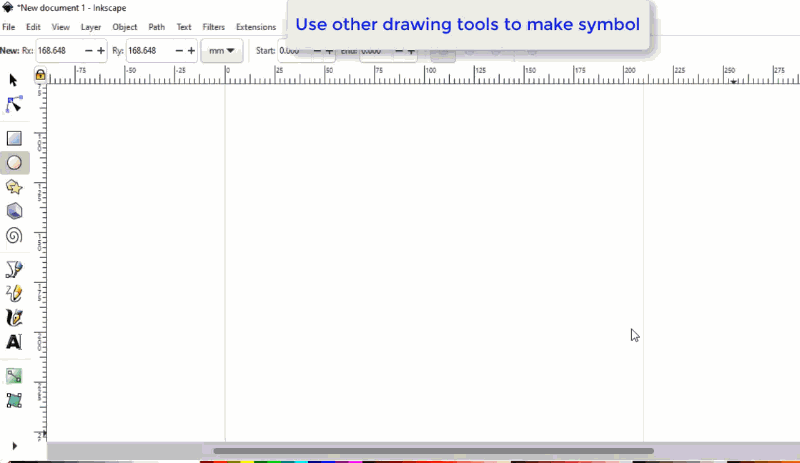 *New document 1 - Inkscape
Use other drawing tools to make symbol
File Edit View Layer Object Path Text Filters Extensions
New: Rx: 168.648 Ry: 168.648 mm Start: 0.000 End: 0.000
-75 -50 0 25 50 75 100 125 150 175 200 225 250 275